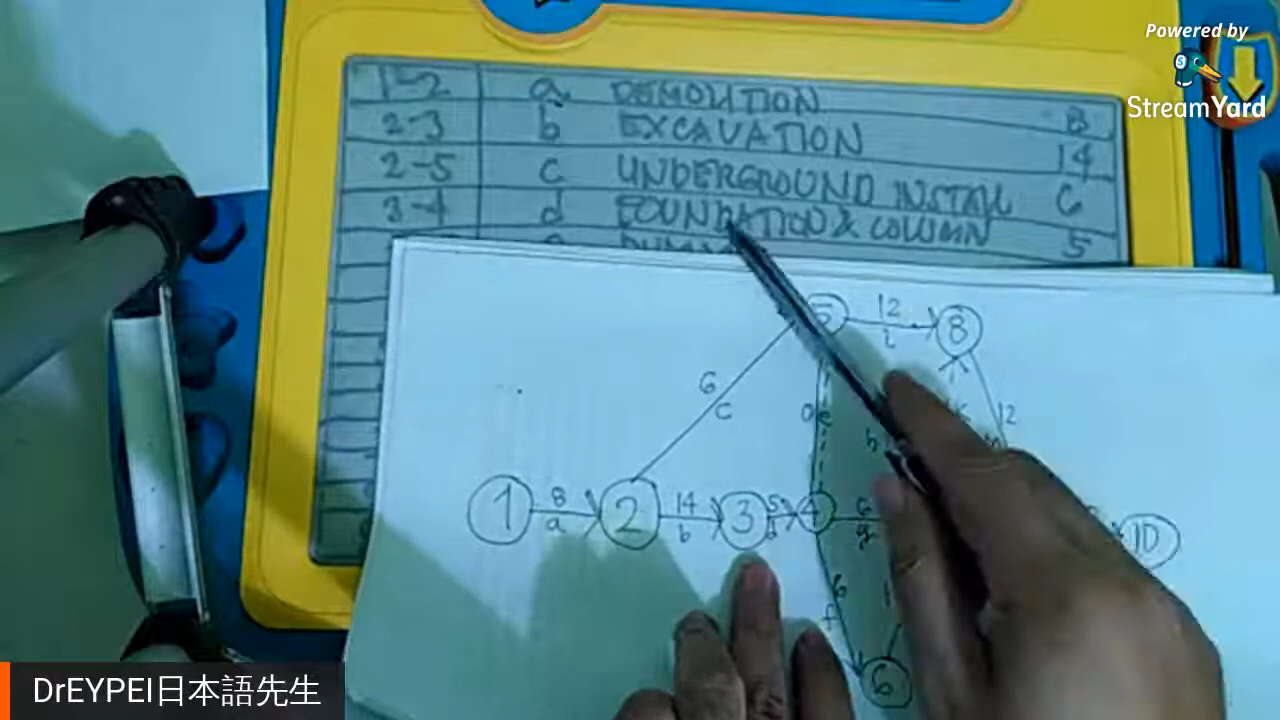 Powered by
StreamYard
1-2 a DEMOLITION 8
2-3 b EXCAVATION 14
2-5 c UNDERGROUND INSTALL 6
3-4 d FOUNDATION & COLUMN 5
5 12 i 8
6 c
12
h
1 8 a 2 14 b 3 5 d 4 6 g
10
6 f
6
DrEYPEI日本語先生